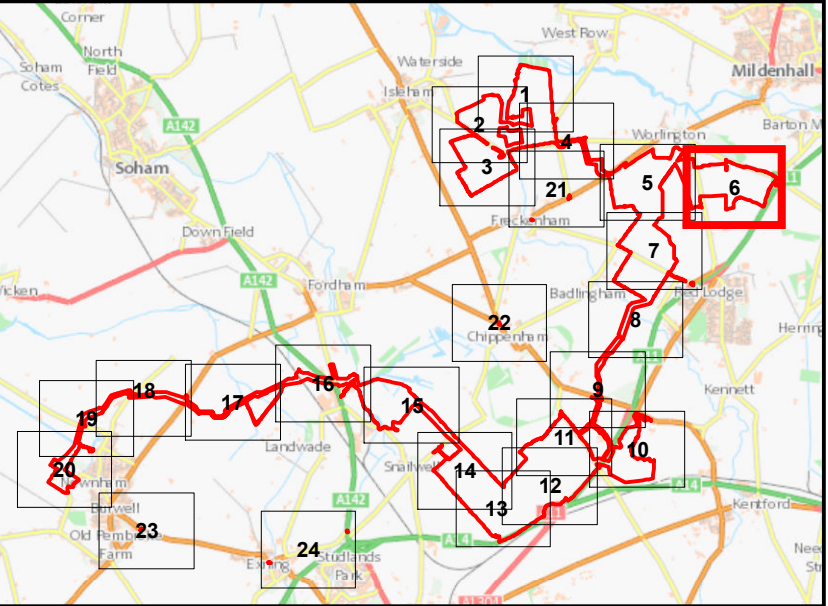 Corner
North
Field
West Row
Waterside
Mildenhall
Soham
Cotes
Isleham
1
2
A142
4
Worlington
Barton M
3
Soham
5
6
21
Freckenham
Down Field
7
A142
Fordham
Badlingham
Red Lodge
22
8
Chippenham
Herrin
A11
16
18
9
Kennett
17
15
19
11
Landwade
10
Snailwell
14
20
12
A14
A142
13
Kentford
Burwell
23
Old Pembroke
Farm
24
A14
Exning
Studlands
Park
A1304